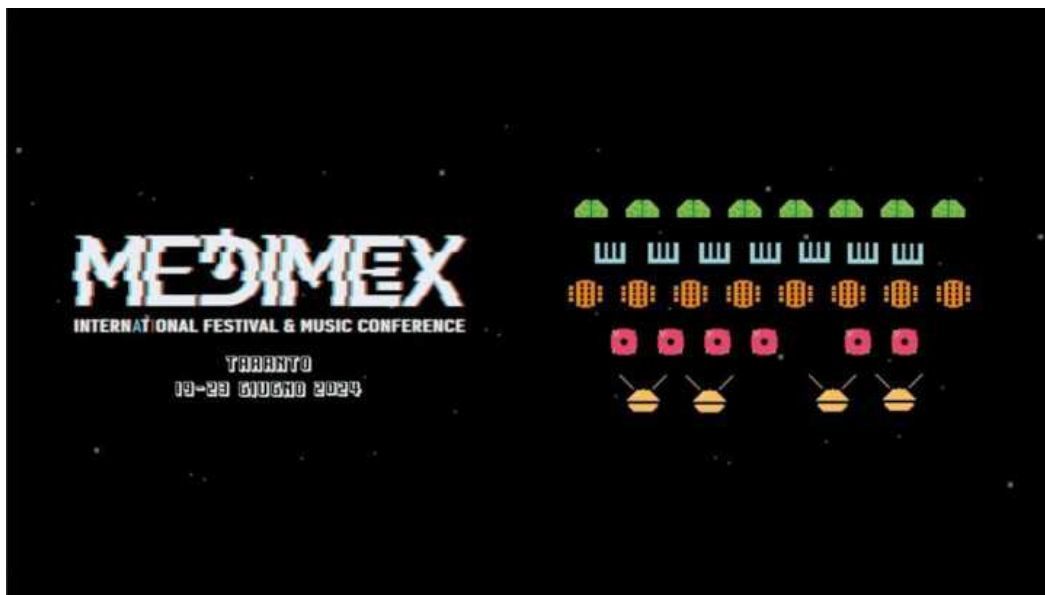 MEDIMEX
INTERNATIONAL FESTIVAL & MUSIC CONFERENCE
TARANTO
19-23 GIUGNO 2024